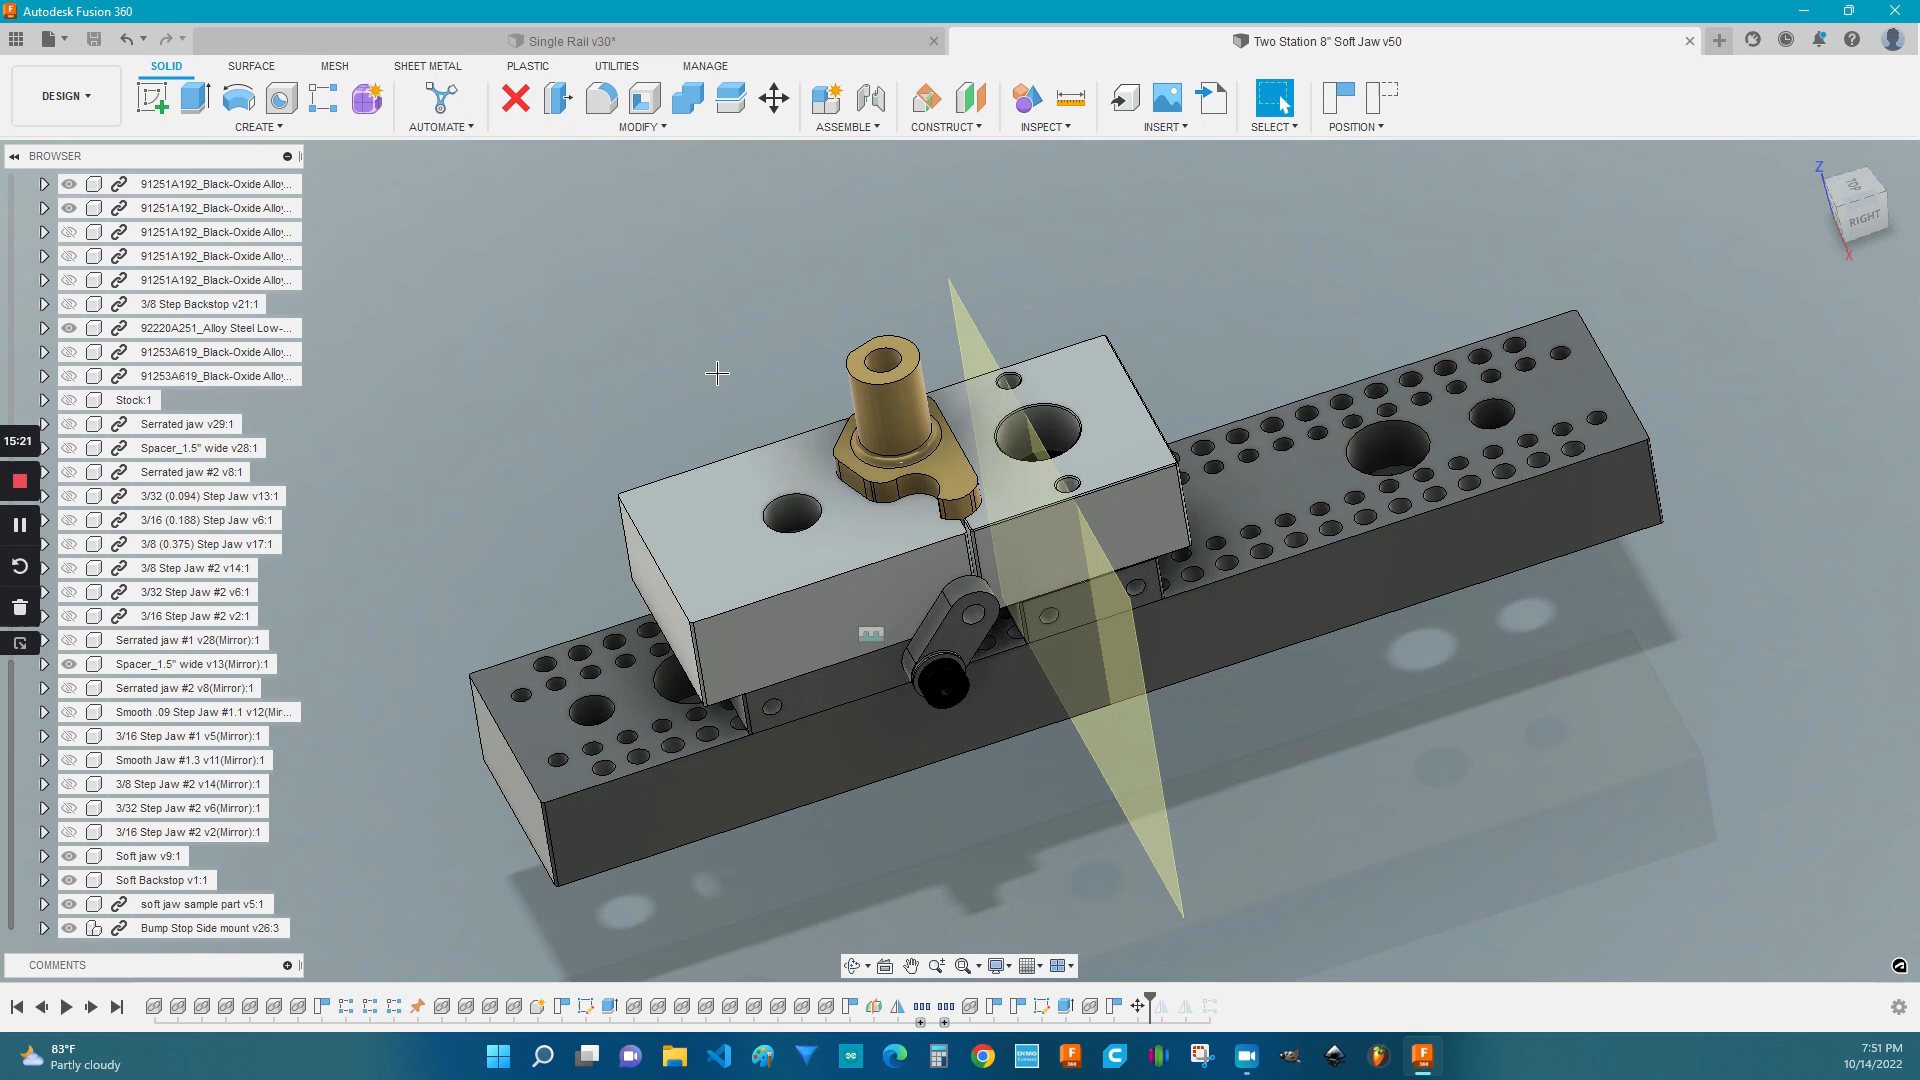 Autodesk Fusion 360
Single Rail v30*
Two Station 8" Soft Jaw v50
SOLID
SURFACE
MESH
SHEET METAL
PLASTIC
UTILITIES
MANAGE
DESIGN
CREATE
AUTOMATE
MODIFY
ASSEMBLE
CONSTRUCT
INSPECT
INSERT
SELECT
POSITION
BROWSER
91251A192_Black-Oxide Alloy...
91251A192_Black-Oxide Alloy...
91251A192_Black-Oxide Alloy...
91251A192_Black-Oxide Alloy...
91251A192_Black-Oxide Alloy...
3/8 Step Backstop v21:1
92220A251_Alloy Steel Low-...
91253A619_Black-Oxide Alloy...
91253A619_Black-Oxide Alloy...
Stock:1
Serrated jaw v29:1
Spacer_1.5" wide v28:1
Serrated jaw #2 v8:1
3/32 (0.094) Step Jaw v13:1
3/16 (0.188) Step Jaw v6:1
3/8 (0.375) Step Jaw v17:1
3/8 Step Jaw #2 v14:1
3/32 Step Jaw #2 v6:1
3/16 Step Jaw #2 v2:1
Serrated jaw #1 v28(Mirror):1
Spacer_1.5" wide v13(Mirror):1
Serrated jaw #2 v8(Mirror):1
Smooth .09 Step Jaw #1.1 v12(Mir...
3/16 Step Jaw #1 v5(Mirror):1
Smooth Jaw #1.3 v11(Mirror):1
3/8 Step Jaw #2 v14(Mirror):1
3/32 Step Jaw #2 v6(Mirror):1
3/16 Step Jaw #2 v2(Mirror):1
Soft jaw v9:1
Soft Backstop v1:1
soft jaw sample part v5:1
Bump Stop Side mount v26:3
15:21
Z
TOP
RIGHT
X
COMMENTS
83°F
Partly cloudy
DYMO
F
360
F
360
7:51 PM
10/14/2022